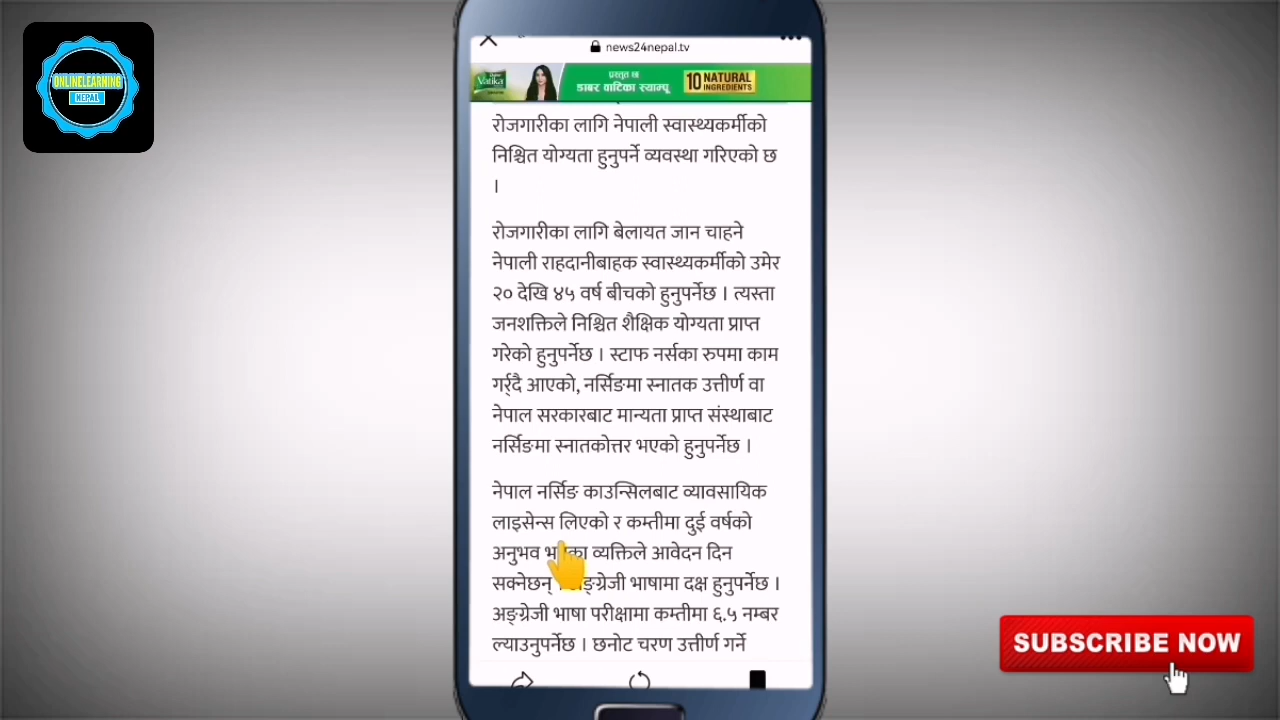 ONLINELEARNING
NEPAL
news24nepal.tv
Vatika
प्रस्तुत छ
डाबर वाटिका स्याम्पू
10 NATURAL
INGREDIENTS
रोजगारीका लागि नेपाली स्वास्थ्यकर्मीको
निश्चित योग्यता हुनुपर्ने व्यवस्था गरिएको छ
।
रोजगारीका लागि बेलायत जान चाहने
नेपाली राहदानीबाहक स्वास्थ्यकर्मीको उमेर
२० देखि ४५ वर्ष बीचको हुनुपर्नेछ । त्यस्ता
जनशक्तिले निश्चित शैक्षिक योग्यता प्राप्त
गरेको हुनुपर्नेछ । स्टाफ नर्सका रुपमा काम
गर्र्दै आएको, नर्सिङमा स्नातक उत्तीर्ण वा
नेपाल सरकारबाट मान्यता प्राप्त संस्थाबाट
नर्सिङमा स्नातकोत्तर भएको हुनुपर्नेछ ।
नेपाल नर्सिङ काउन्सिलबाट व्यावसायिक
लाइसेन्स लिएको र कम्तीमा दुई वर्षको
अनुभव व्यक्तिले आवेदन दिन
सक्नेछन् । अङ्ग्रेजी भाषामा दक्ष हुनुपर्नेछ ।
अङ्ग्रेजी भाषा परीक्षामा कम्तीमा ६.५ नम्बर
ल्याउनुपर्नेछ । छनोट चरण उत्तीर्ण गर्ने
SUBSCRIBE NOW